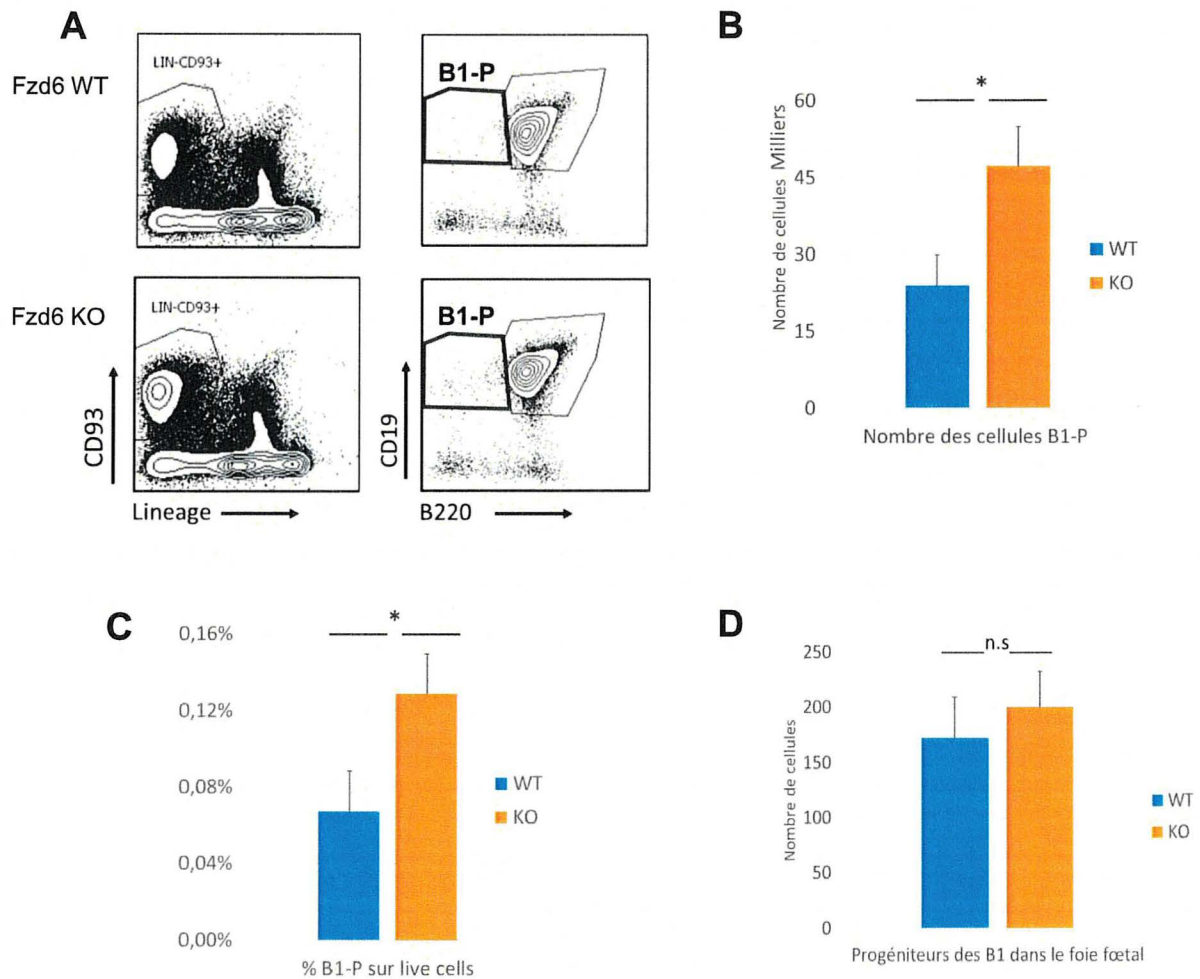 A
Fzd6 WT
LIN-CD93+
B1-P
Fzd6 KO
LIN-CD93+
B1-P
CD93
CD19
Lineage
B220
B
*
60
45
30
15
0
Nombre de cellules Milliers
WT
KO
Nombre des cellules B1-P
C
*
0,16%
0,12%
0,08%
0,04%
0,00%
WT
KO
% B1-P sur live cells
D
n.s
250
200
150
100
50
0
Nombre de cellules
WT
KO
Progéniteurs des B1 dans le foie fœtal